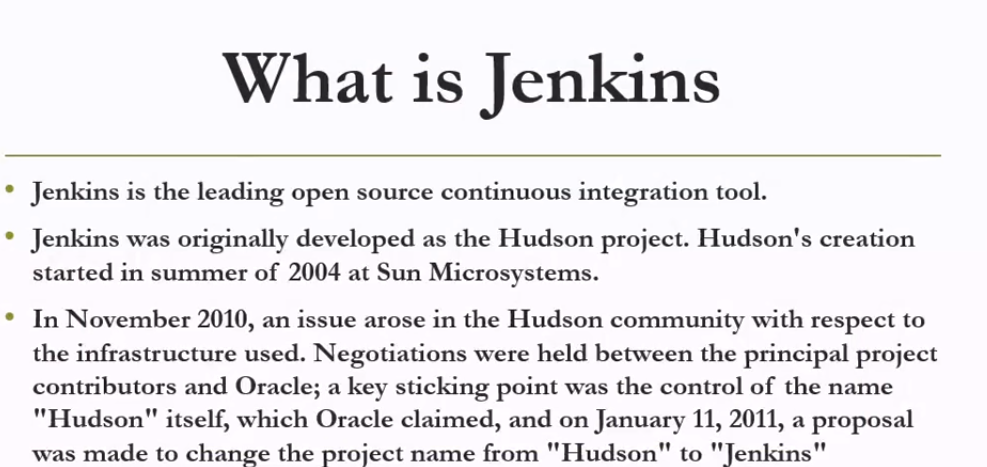 What is Jenkins
• Jenkins is the leading open source continuous integration tool.
• Jenkins was originally developed as the Hudson project. Hudson's creation
started in summer of 2004 at Sun Microsystems.
• In November 2010, an issue arose in the Hudson community with respect to
the infrastructure used. Negotiations were held between the principal project
contributors and Oracle; a key sticking point was the control of the name
"Hudson" itself, which Oracle claimed, and on January 11, 2011, a proposal
was made to change the project name from "Hudson" to "Jenkins"